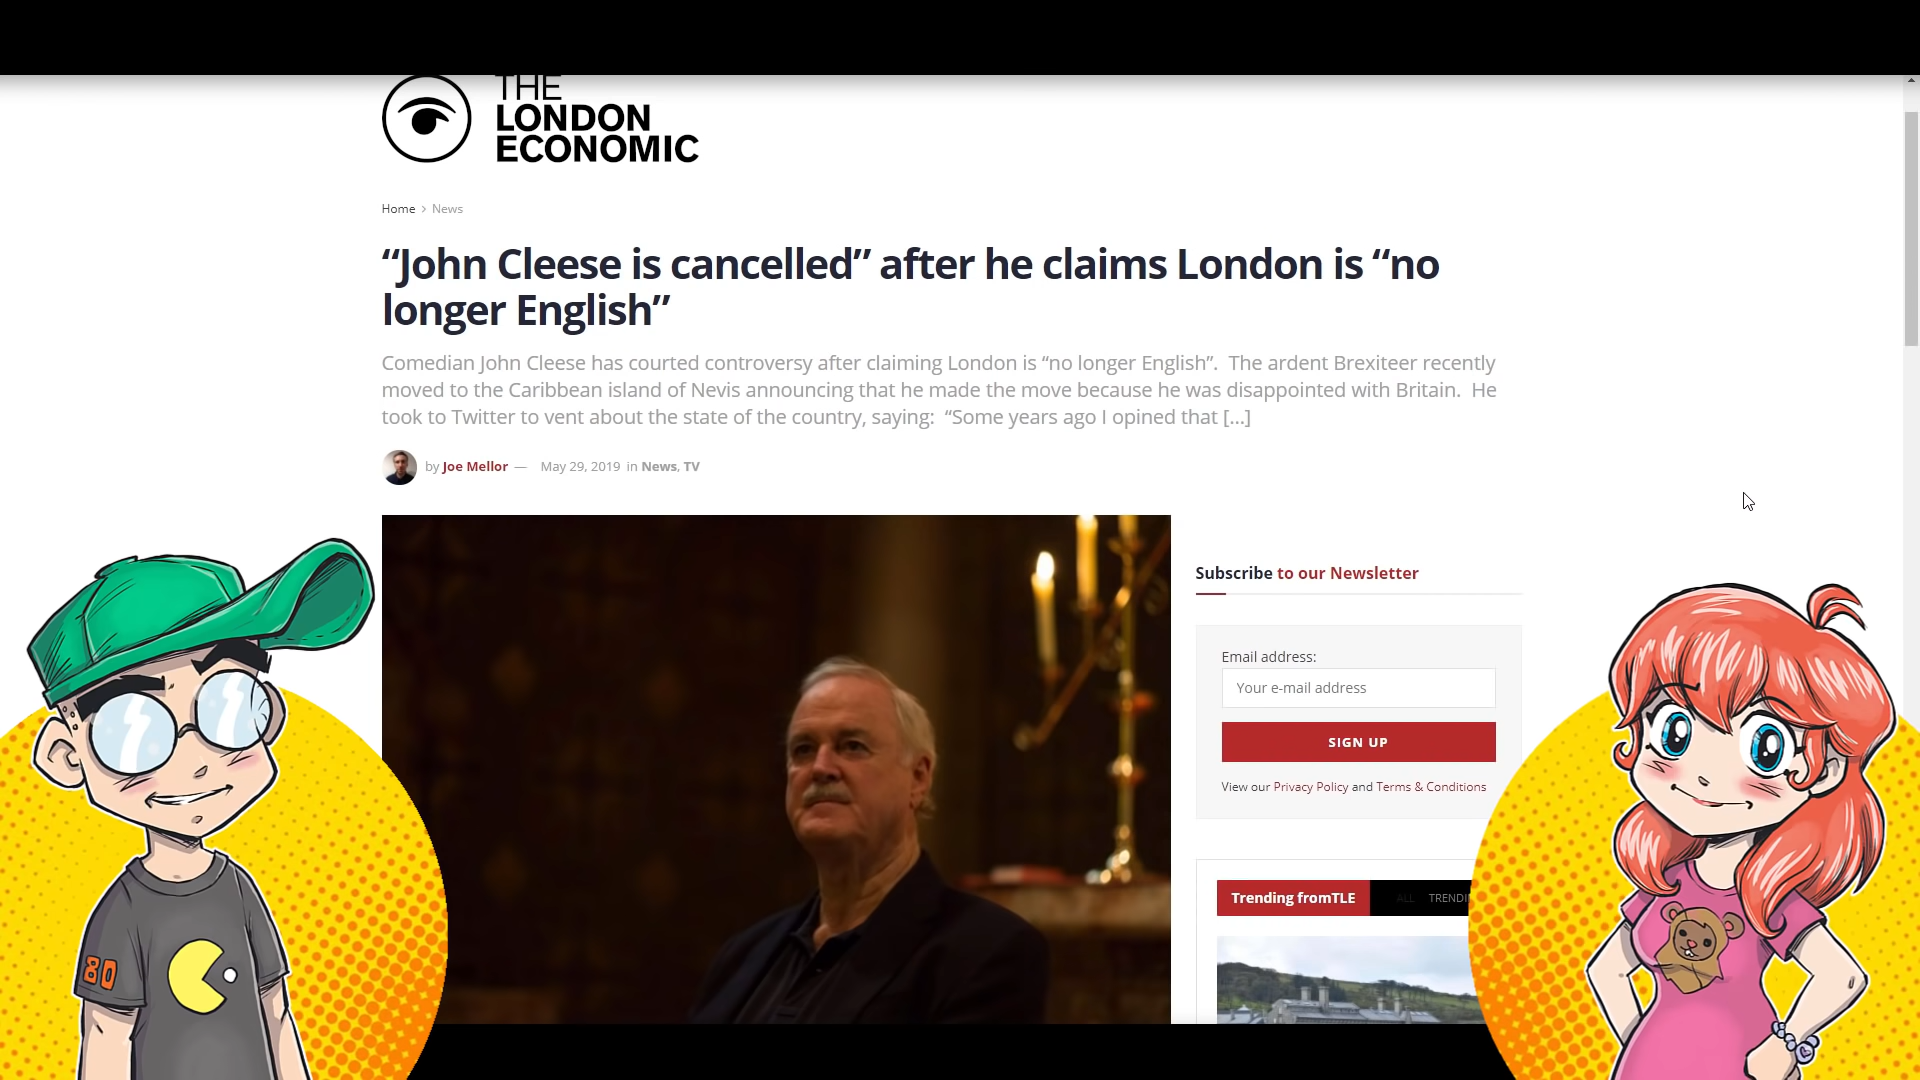 THE
LONDON
ECONOMIC
Home > News
“John Cleese is cancelled” after he claims London is “no
longer English”
Comedian John Cleese has courted controversy after claiming London is “no longer English”.  The ardent Brexiteer recently
moved to the Caribbean island of Nevis announcing that he made the move because he was disappointed with Britain.  He
took to Twitter to vent about the state of the country, saying:  “Some years ago I opined that [...]
by Joe Mellor — May 29, 2019 in News, TV
Subscribe to our Newsletter
Email address:
Your e-mail address
SIGN UP
View our Privacy Policy and Terms & Conditions
Trending fromTLE
ALL
TRENDI
80